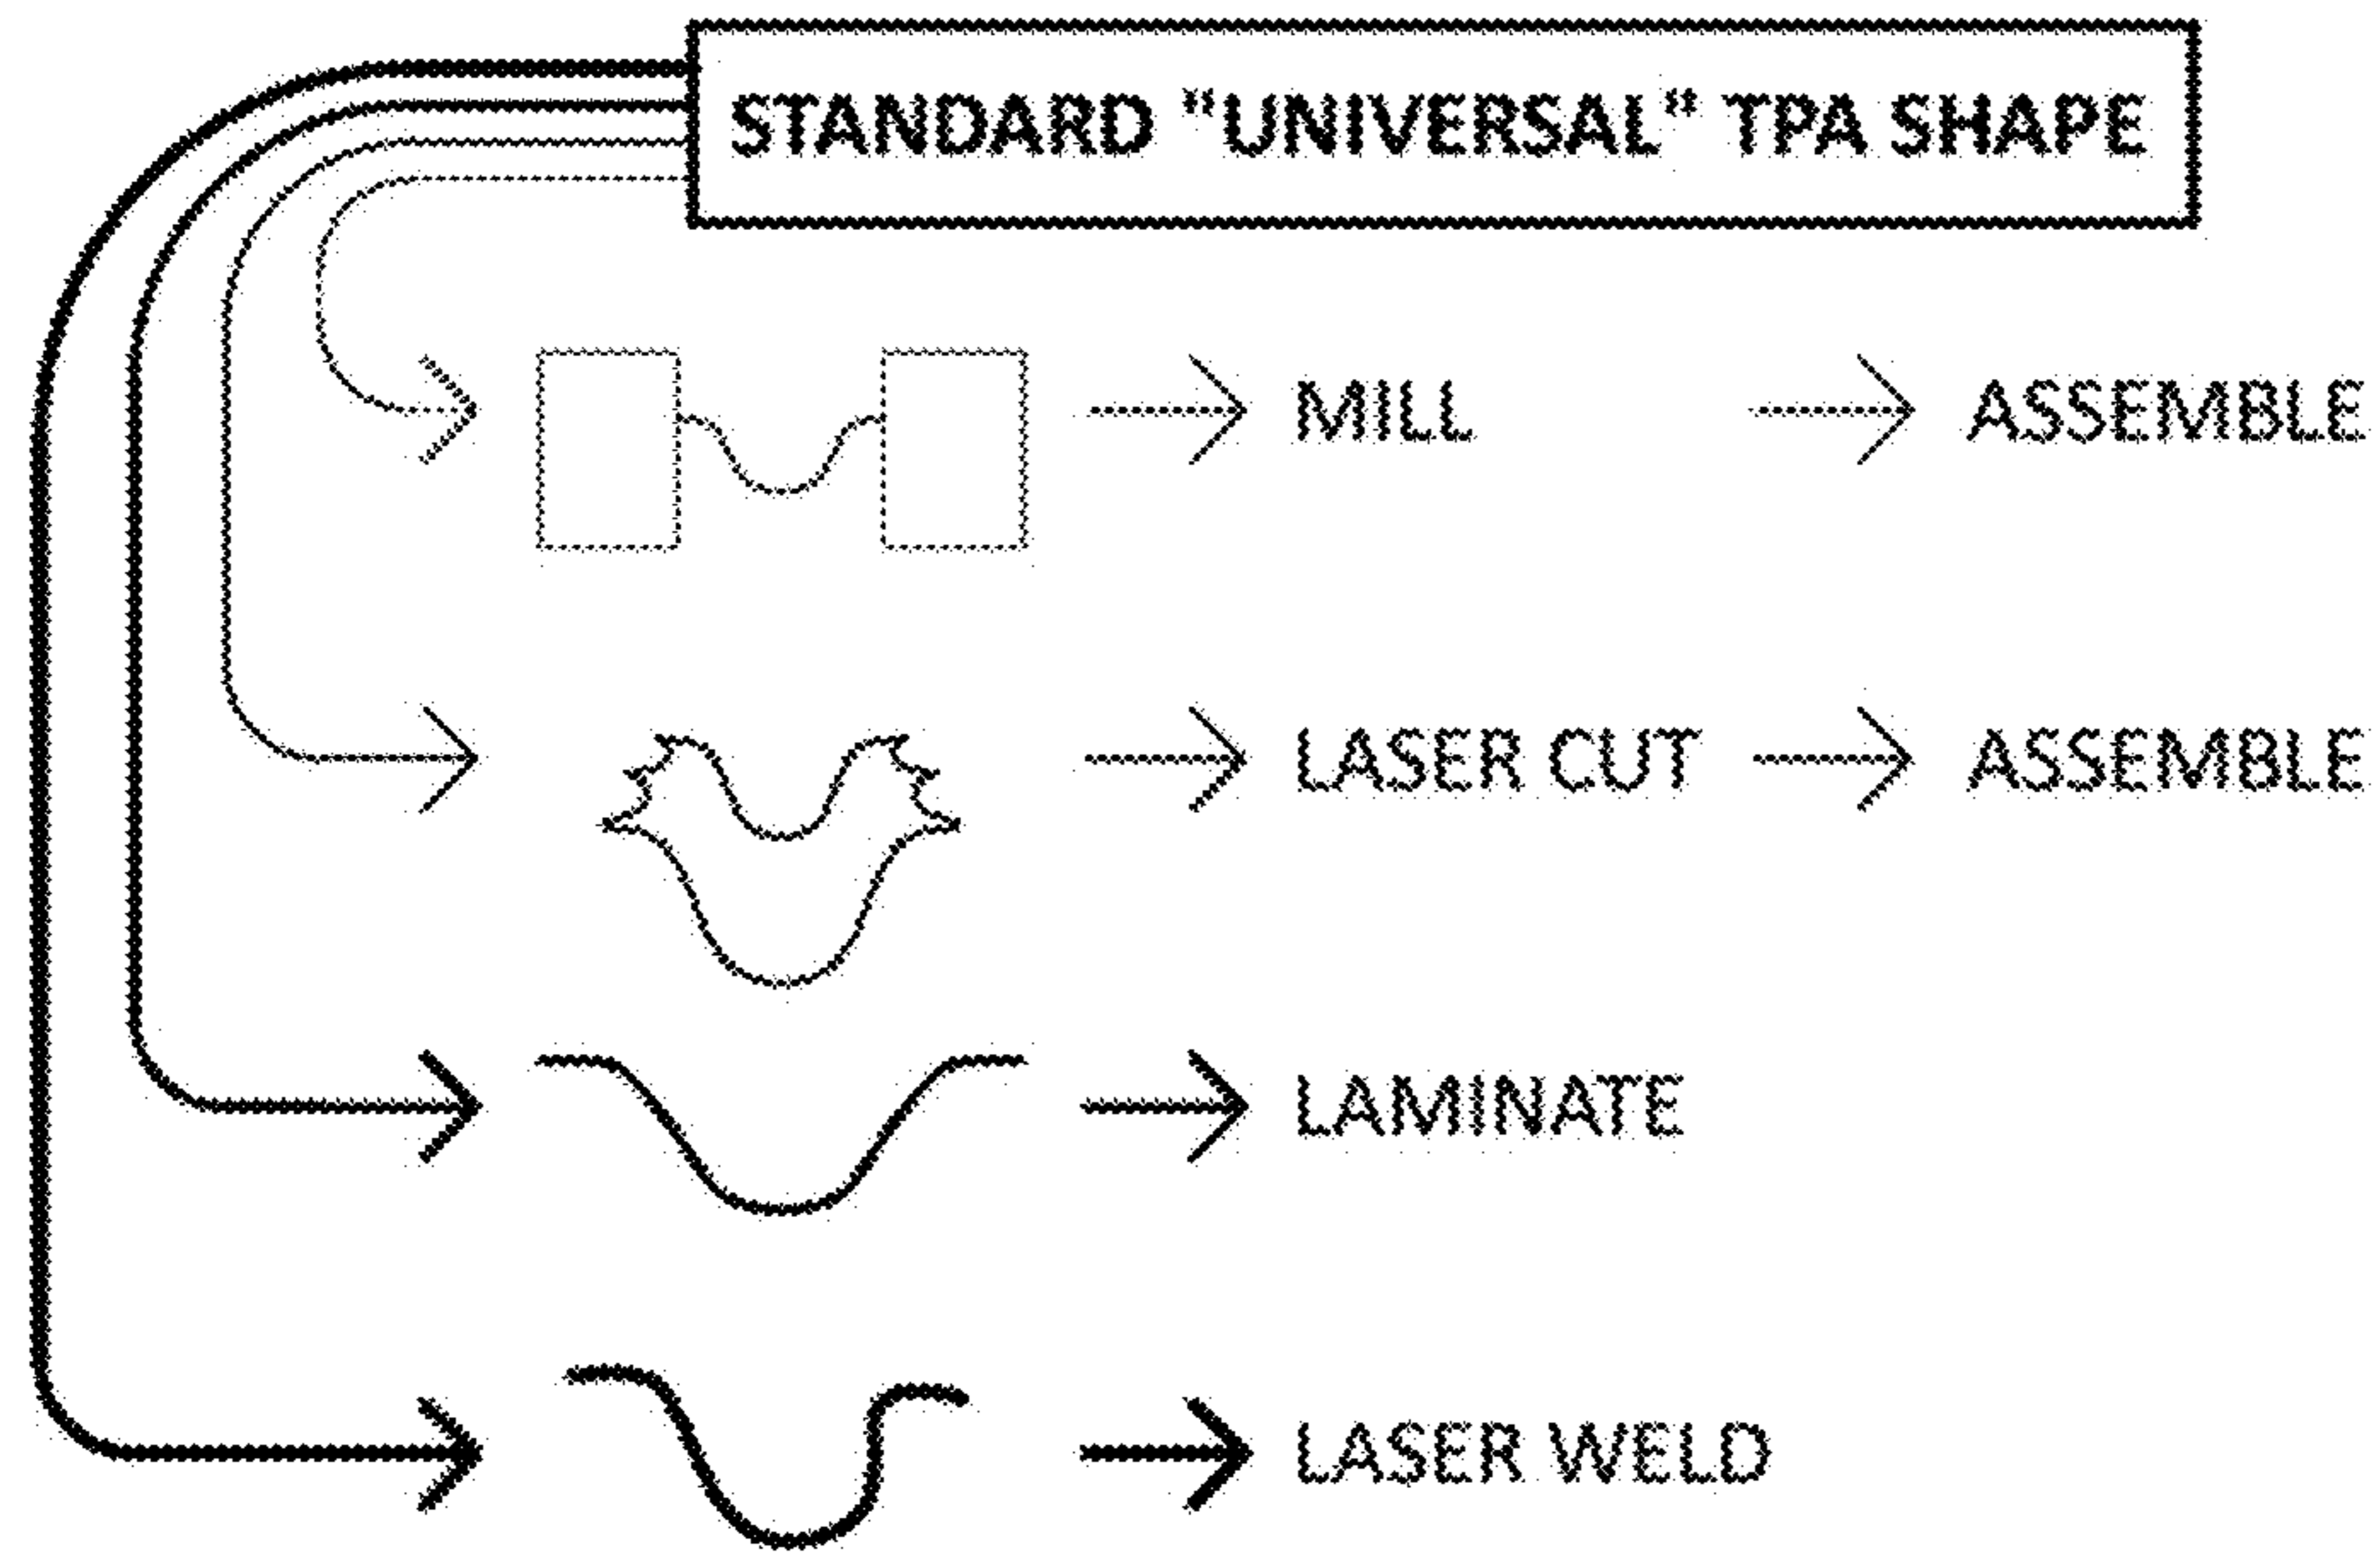 STANDARD "UNIVERSAL" TPA SHAPE
MILL
ASSEMBLE
LASER CUT
ASSEMBLE
LAMINATE
LASER WELD